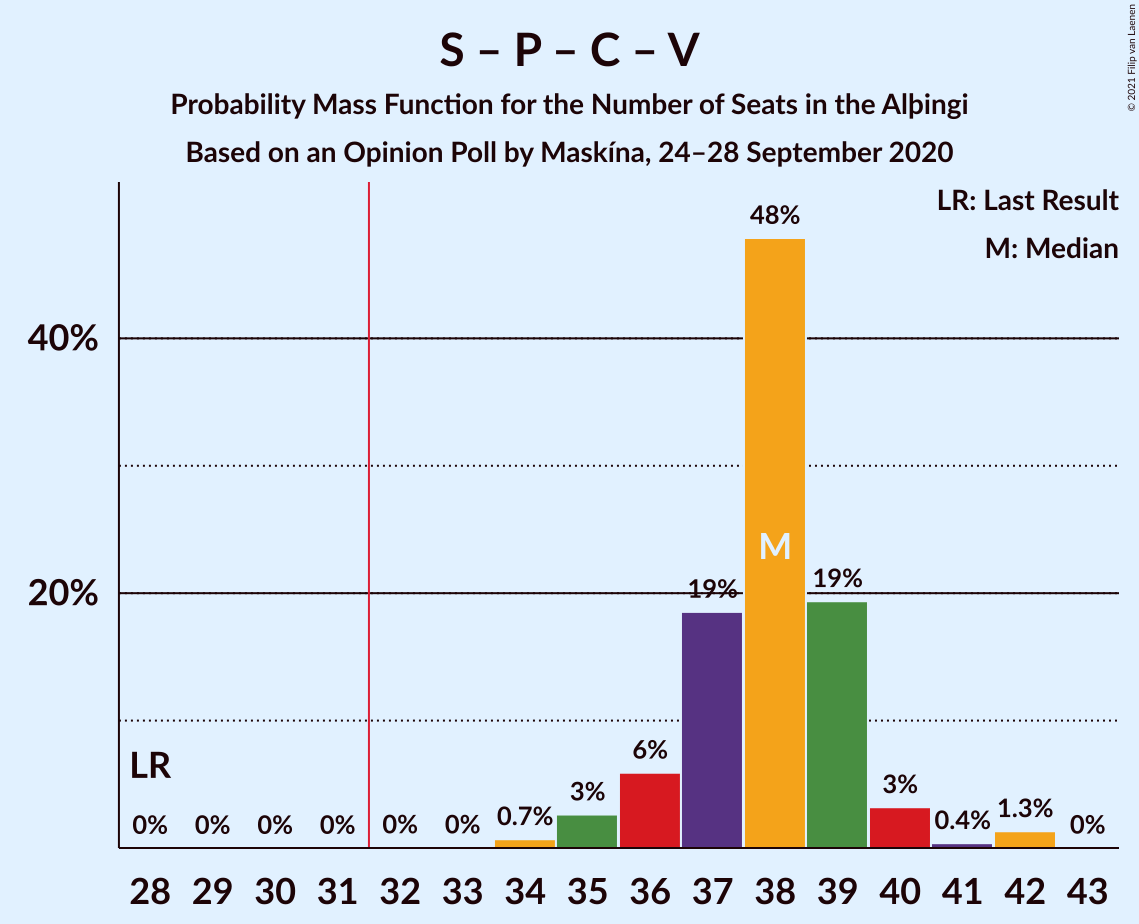 S – P – C – V
Probability Mass Function for the Number of Seats in the Alþingi
Based on an Opinion Poll by Maskína, 24–28 September 2020
© 2021 Filip van Laenen
LR: Last Result
M: Median
40%
20%
LR
0% 0% 0% 0% 0% 0% 0.7% 3% 6% 19% 48% 19% 3% 0.4% 1.3% 0%
M
28 29 30 31 32 33 34 35 36 37 38 39 40 41 42 43